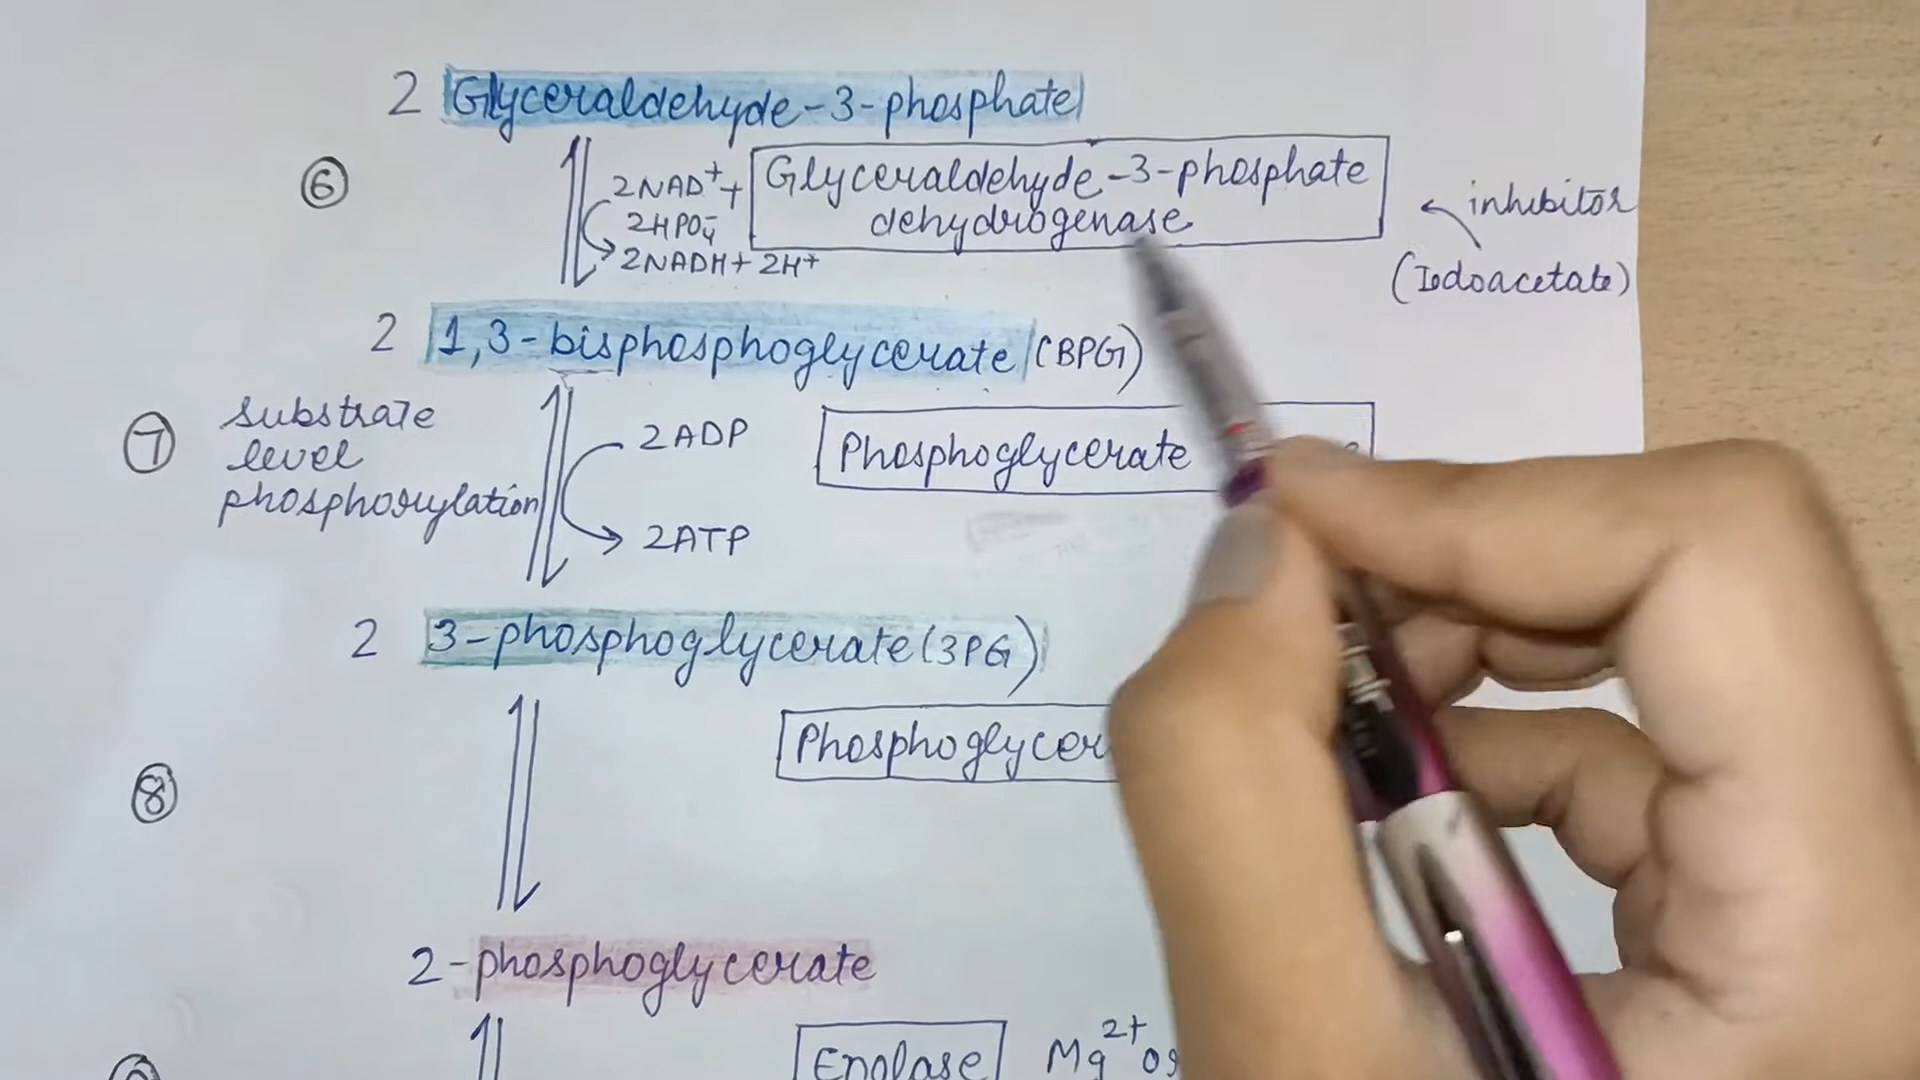 2 Glyceraldehyde-3-phosphate
6
2NAD⁺ +
2HPO₄⁻
2NADH + 2H⁺
Glyceraldehyde-3-phosphate
dehydrogenase
inhibitor
(Iodoacetate)
2 1,3-bisphosphoglycerate (BPG)
7
substrate
level
phosphorylation
2ADP
2ATP
Phosphoglycerate
2 3-phosphoglycerate (3PG)
8
2-phosphoglycerate
Enolase
Mg²⁺